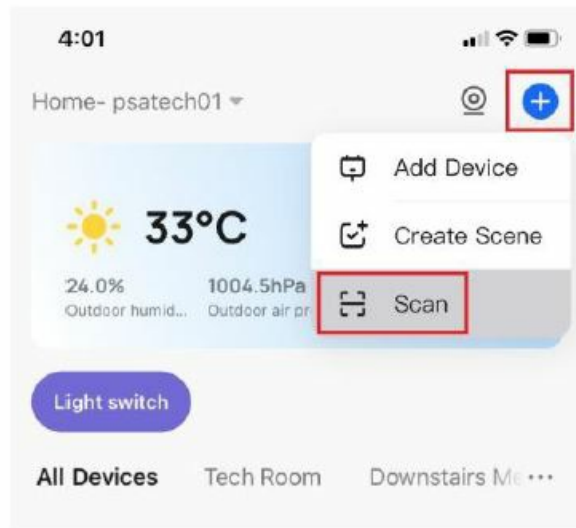 4:01
Home- psatech01
Add Device
33°C
Create Scene
24.0%
1004.5hPa
Outdoor humid...
Outdoor air pr
Scan
Light switch
All Devices
Tech Room
Downstairs Me ...